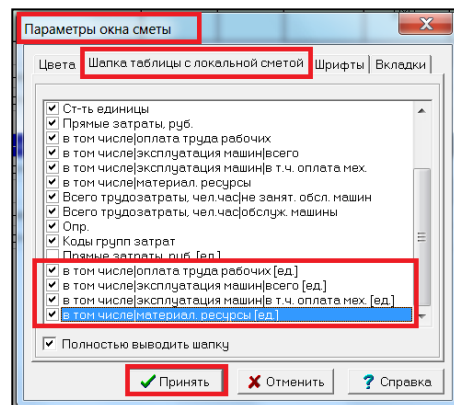 Параметры окна сметы
Цвета Шапка таблицы с локальной сметой Шрифты Вкладки
Ст-ть единицы
Прямые затраты, руб.
в том числе|оплата труда рабочих
в том числе|эксплуатация машин|всего
в том числе|эксплуатация машин|в т.ч. оплата мех.
в том числе|материал. ресурсы
Всего трудозатраты, чел.час|не занят. обсл. машин
Всего трудозатраты, чел.час|обслуж. машины
Опр.
Коды групп затрат
Прямые затраты, руб. [ед.]
в том числе|оплата труда рабочих [ед.]
в том числе|эксплуатация машин|всего [ед.]
в том числе|эксплуатация машин|в т.ч. оплата мех. [ед.]
в том числе|материал. ресурсы [ед.]
Полностью выводить шапку
Принять Отменить ? Справка